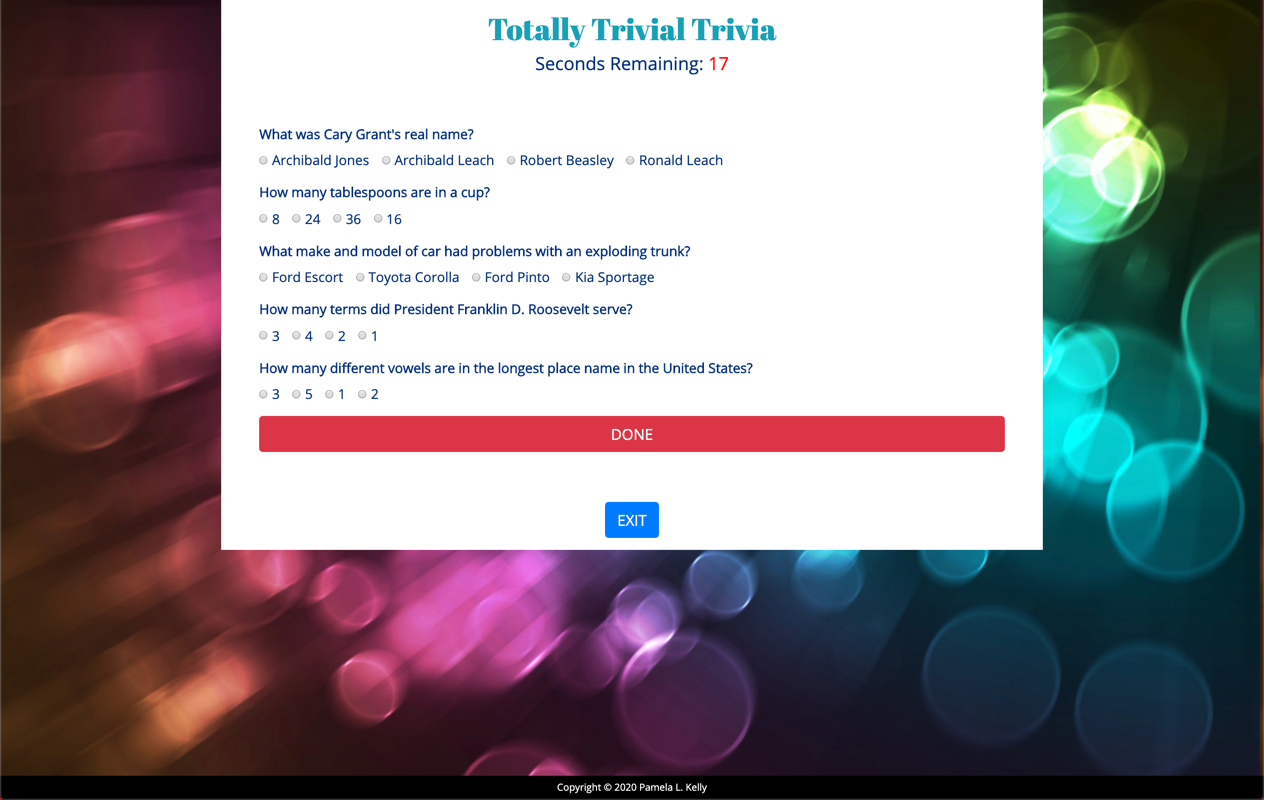 Totally Trivial Trivia
Seconds Remaining: 17
What was Cary Grant's real name?
Archibald Jones Archibald Leach Robert Beasley Ronald Leach
How many tablespoons are in a cup?
8 24 36 16
What make and model of car had problems with an exploding trunk?
Ford Escort Toyota Corolla Ford Pinto Kia Sportage
How many terms did President Franklin D. Roosevelt serve?
3 4 2 1
How many different vowels are in the longest place name in the United States?
3 5 1 2
DONE
EXIT
Copyright © 2020 Pamela L. Kelly